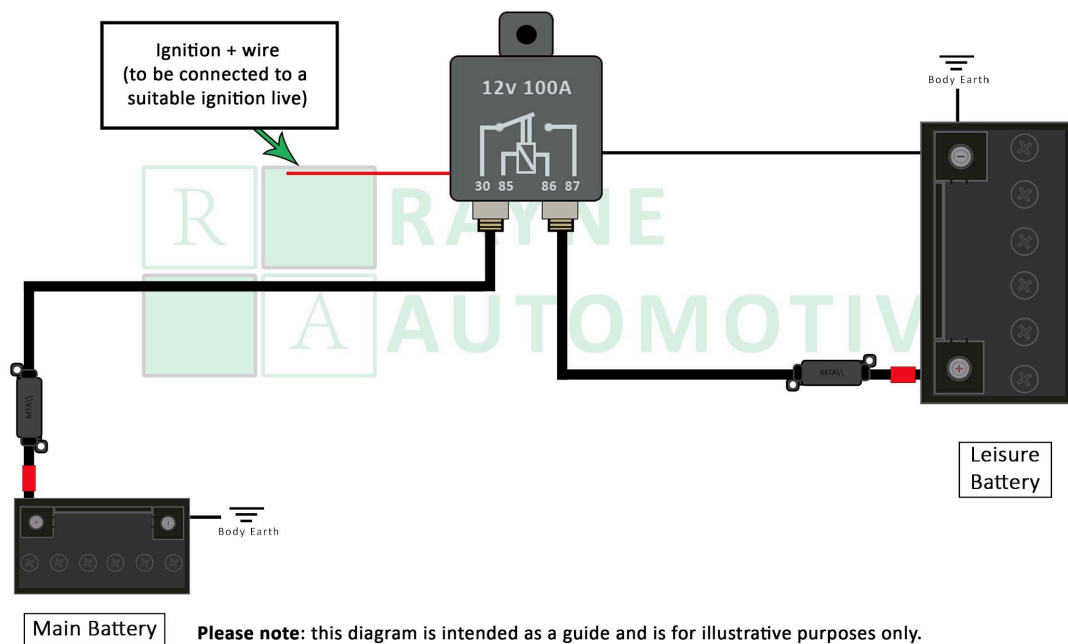 Ignition + wire
(to be connected to a
suitable ignition live)
12v 100A
30 85 86 87
Body Earth
R RAYNE
A AUTOMOTIV
MTA\\
MTA\\
Leisure
Battery
Body Earth
Main Battery
Please note: this diagram is intended as a guide and is for illustrative purposes only.